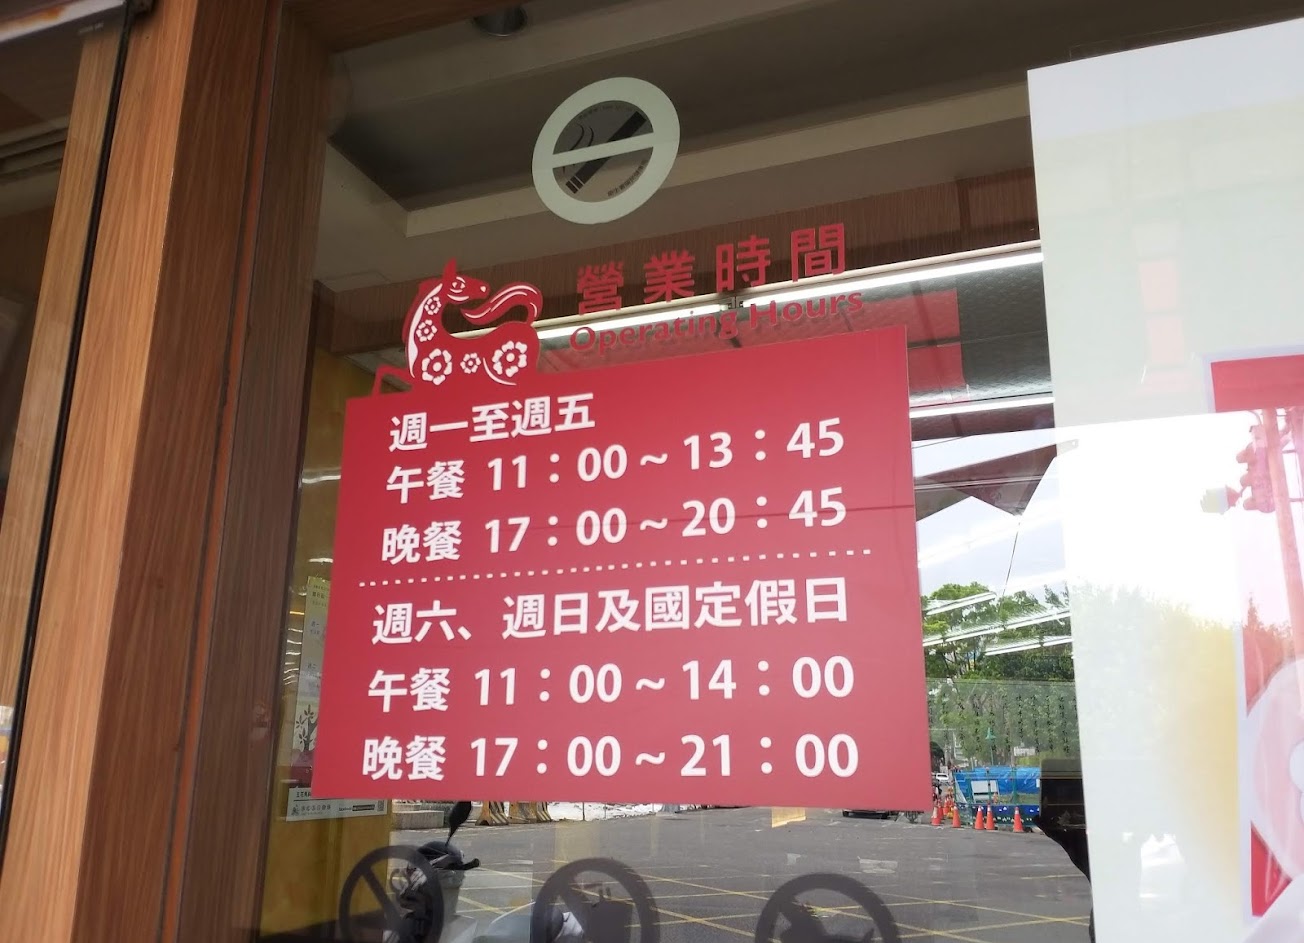 營業時間
Operating Hours
週一至週五
午餐 11：00～13：45
晚餐 17：00～20：45
週六、週日及國定假日
午餐 11：00～14：00
晚餐 17：00～21：00